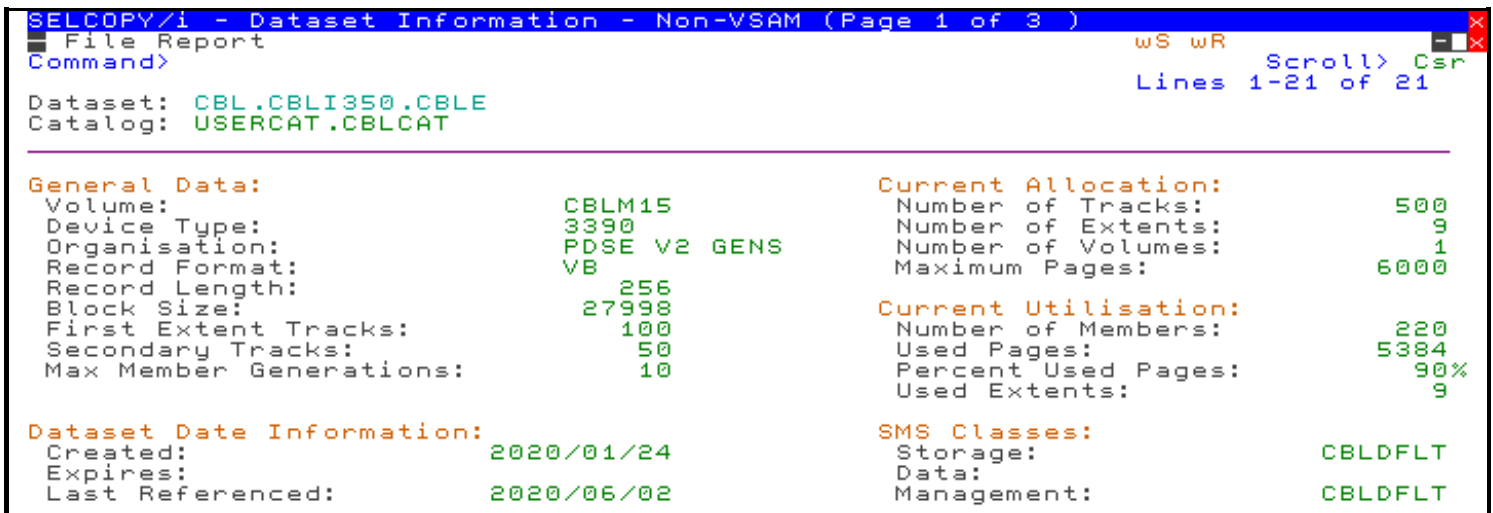 SELCOPY/i - Dataset Information - Non-VSAM (Page 1 of 3 )
File Report wS wR
Command> Scroll> Csr
Lines 1-21 of 21
Dataset: CBL.CBLI350.CBLE
Catalog: USERCAT.CBLCAT
General Data: Current Allocation:
Volume: CBLM15 Number of Tracks: 500
Device Type: 3390 Number of Extents: 9
Organisation: PDSE V2 GENS Number of Volumes: 1
Record Format: VB Maximum Pages: 6000
Record Length: 256
Block Size: 27998 Current Utilisation:
First Extent Tracks: 100 Number of Members: 220
Secondary Tracks: 50 Used Pages: 5384
Max Member Generations: 10 Percent Used Pages: 90%
Used Extents: 9
Dataset Date Information: SMS Classes:
Created: 2020/01/24 Storage: CBLDFLT
Expires: Data:
Last Referenced: 2020/06/02 Management: CBLDFLT